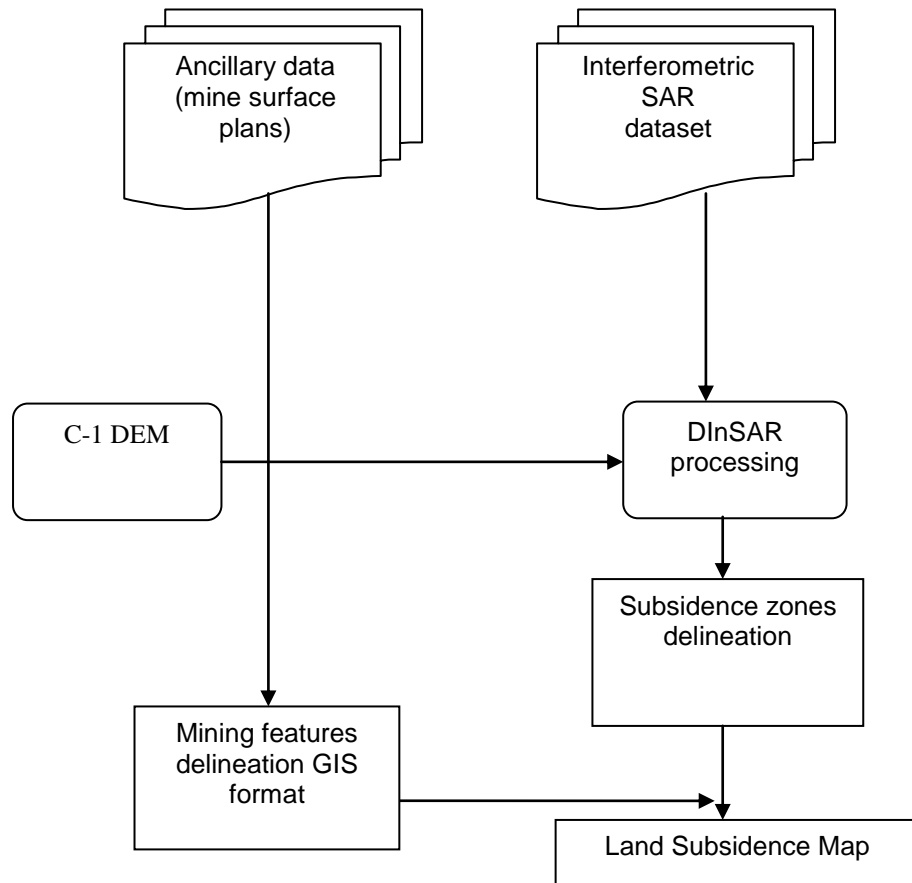 Ancillary data
(mine surface
plans)
Interferometric
SAR
dataset
C-1 DEM
DInSAR
processing
Subsidence zones
delineation
Mining features
delineation GIS
format
Land Subsidence Map